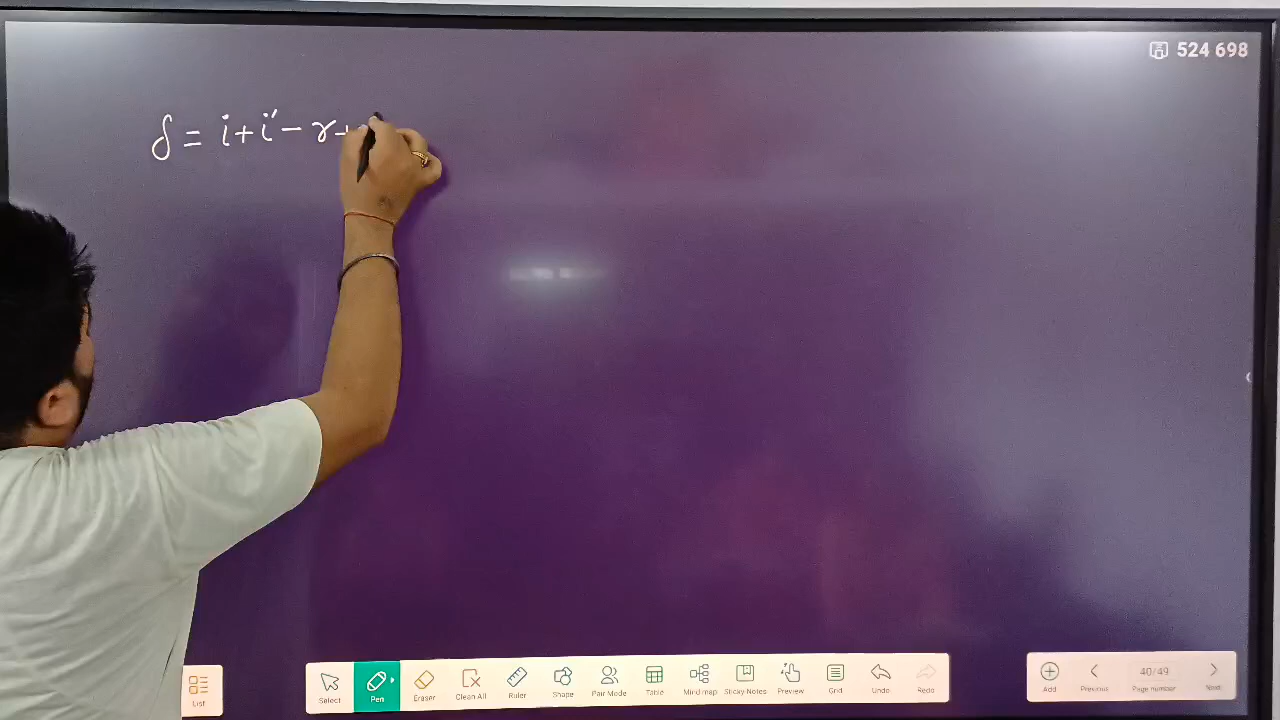 524 698
δ = i+i' − r+
List
Select
Pen
Eraser
Clean All
Ruler
Shape
Pair Mode
Table
Mind map
Sticky Notes
Preview
Grid
Undo
Redo
Add
Previous
40/49
Page number
Next